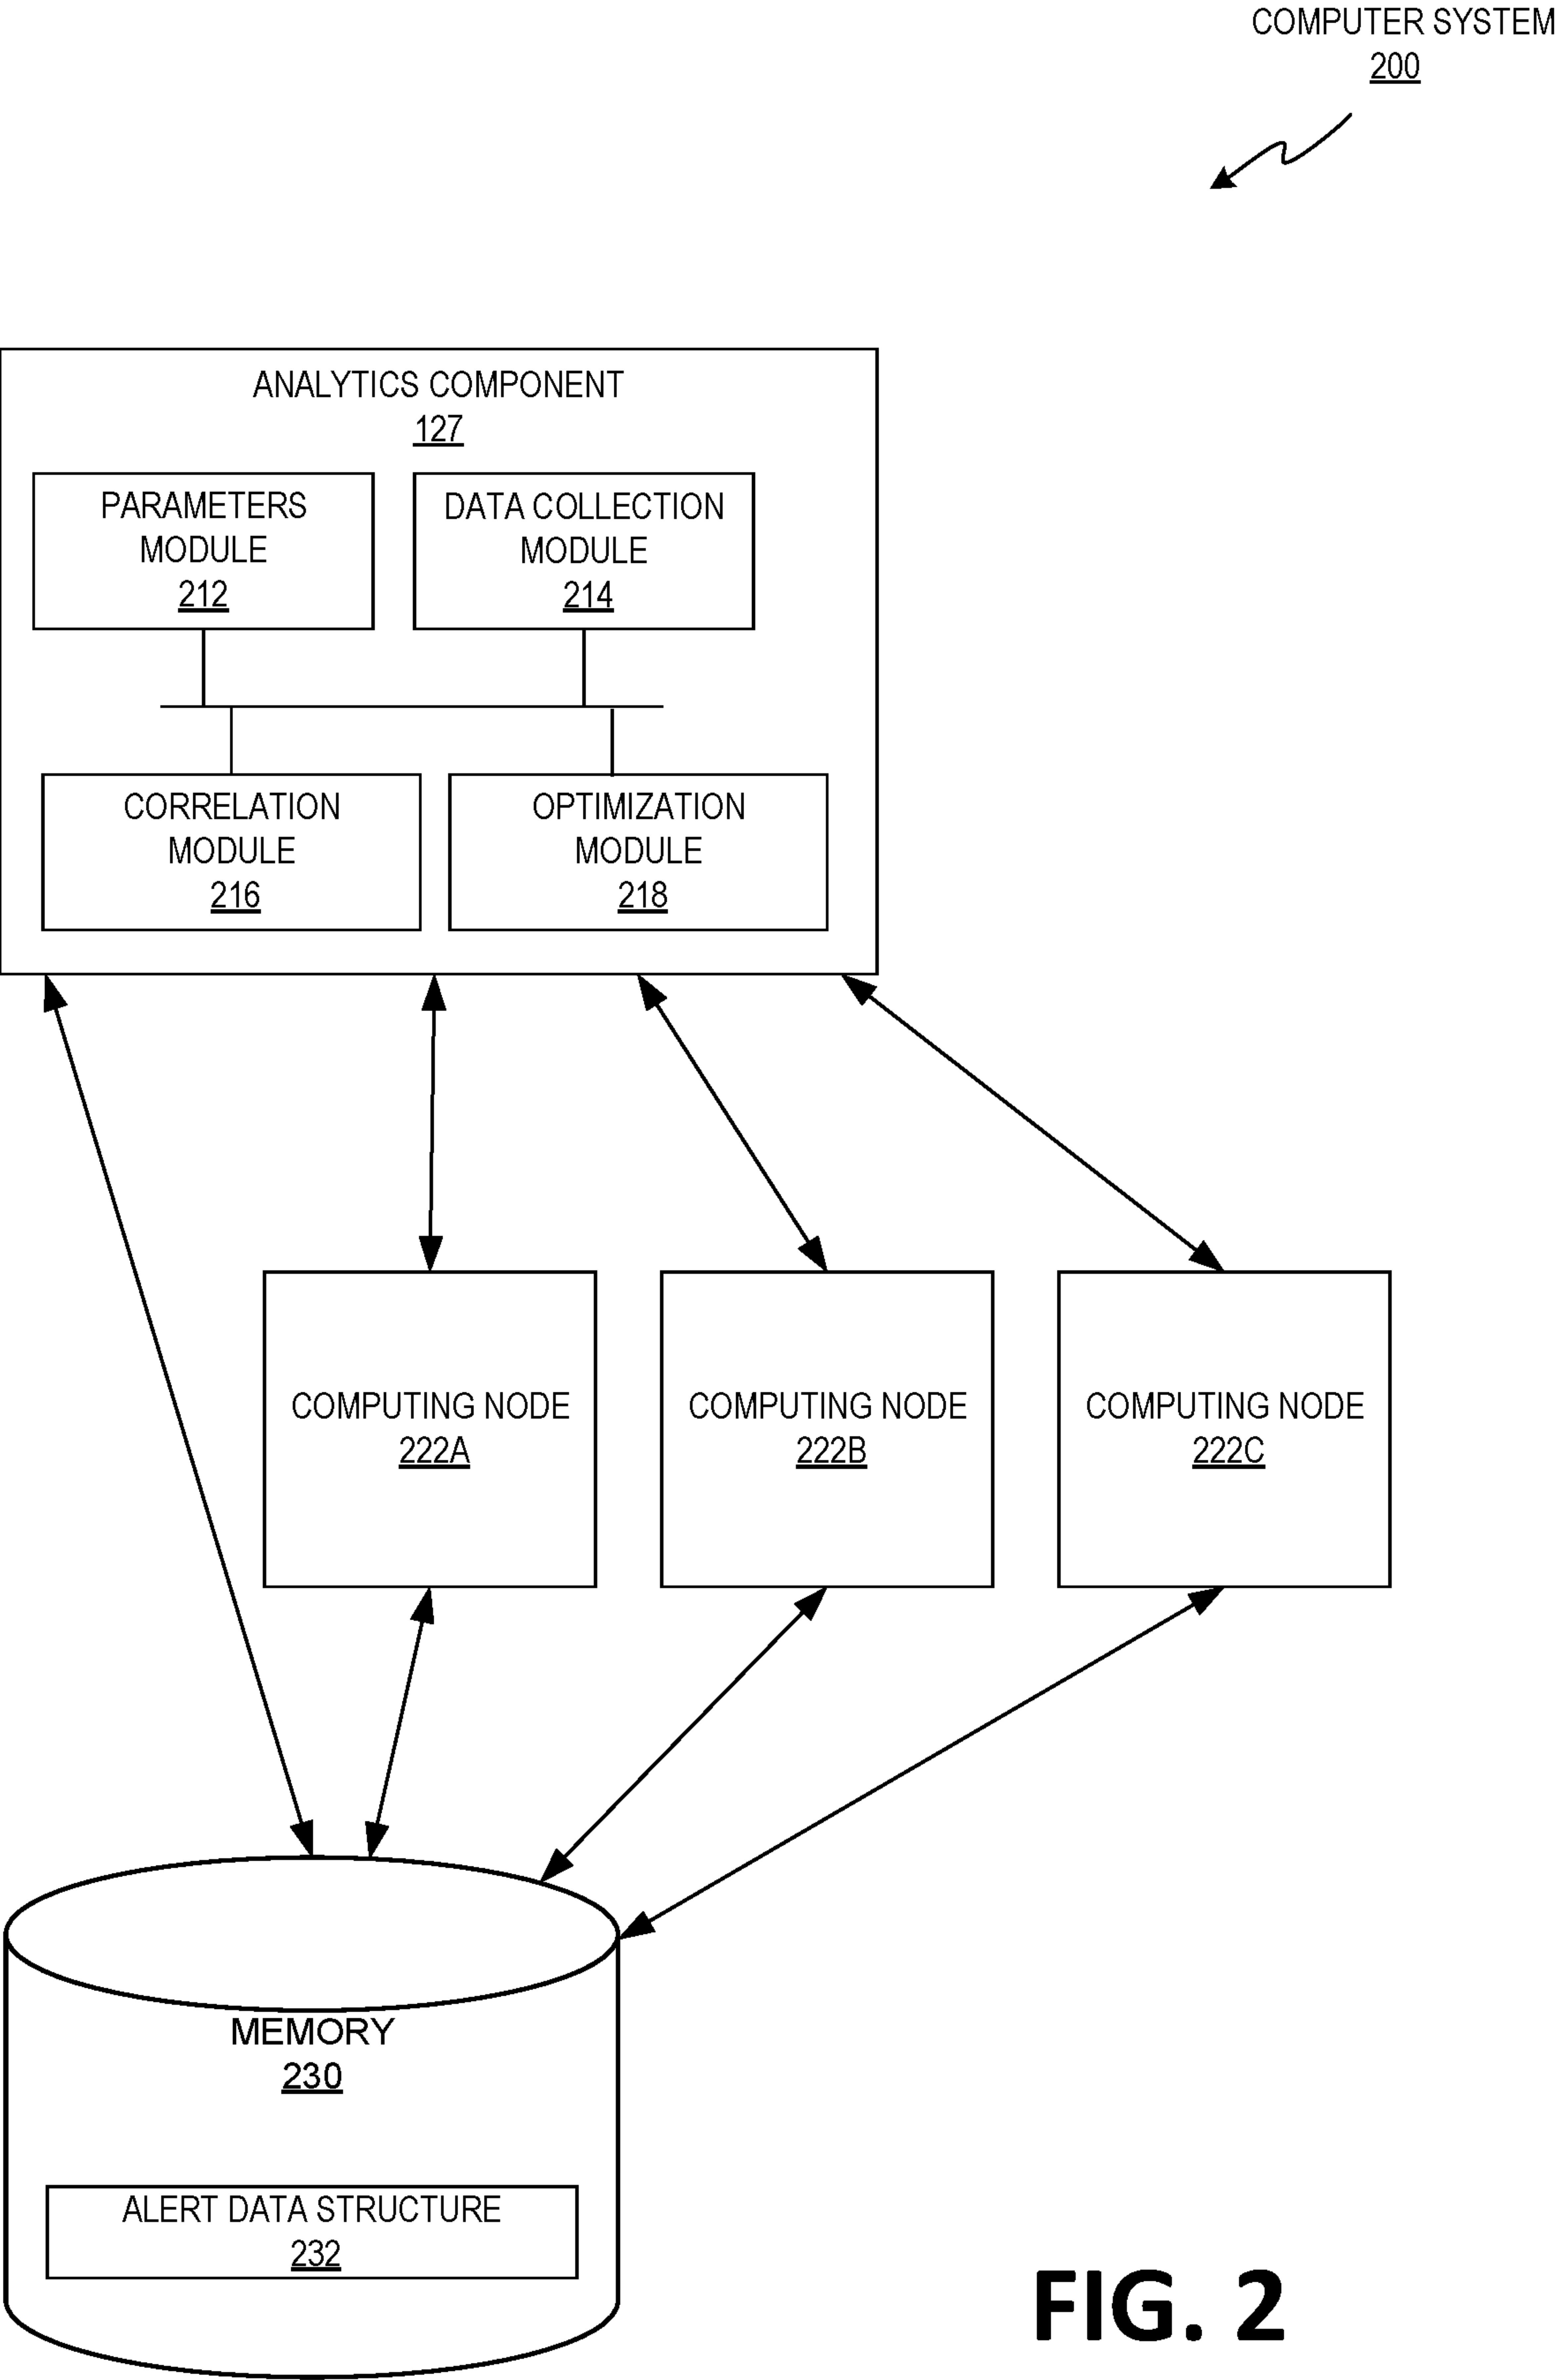 COMPUTER SYSTEM
200
ANALYTICS COMPONENT
127
PARAMETERS
MODULE
212
DATA COLLECTION
MODULE
214
CORRELATION
MODULE
216
OPTIMIZATION
MODULE
218
COMPUTING NODE
222A
COMPUTING NODE
222B
COMPUTING NODE
222C
MEMORY
230
ALERT DATA STRUCTURE
232
FIG. 2